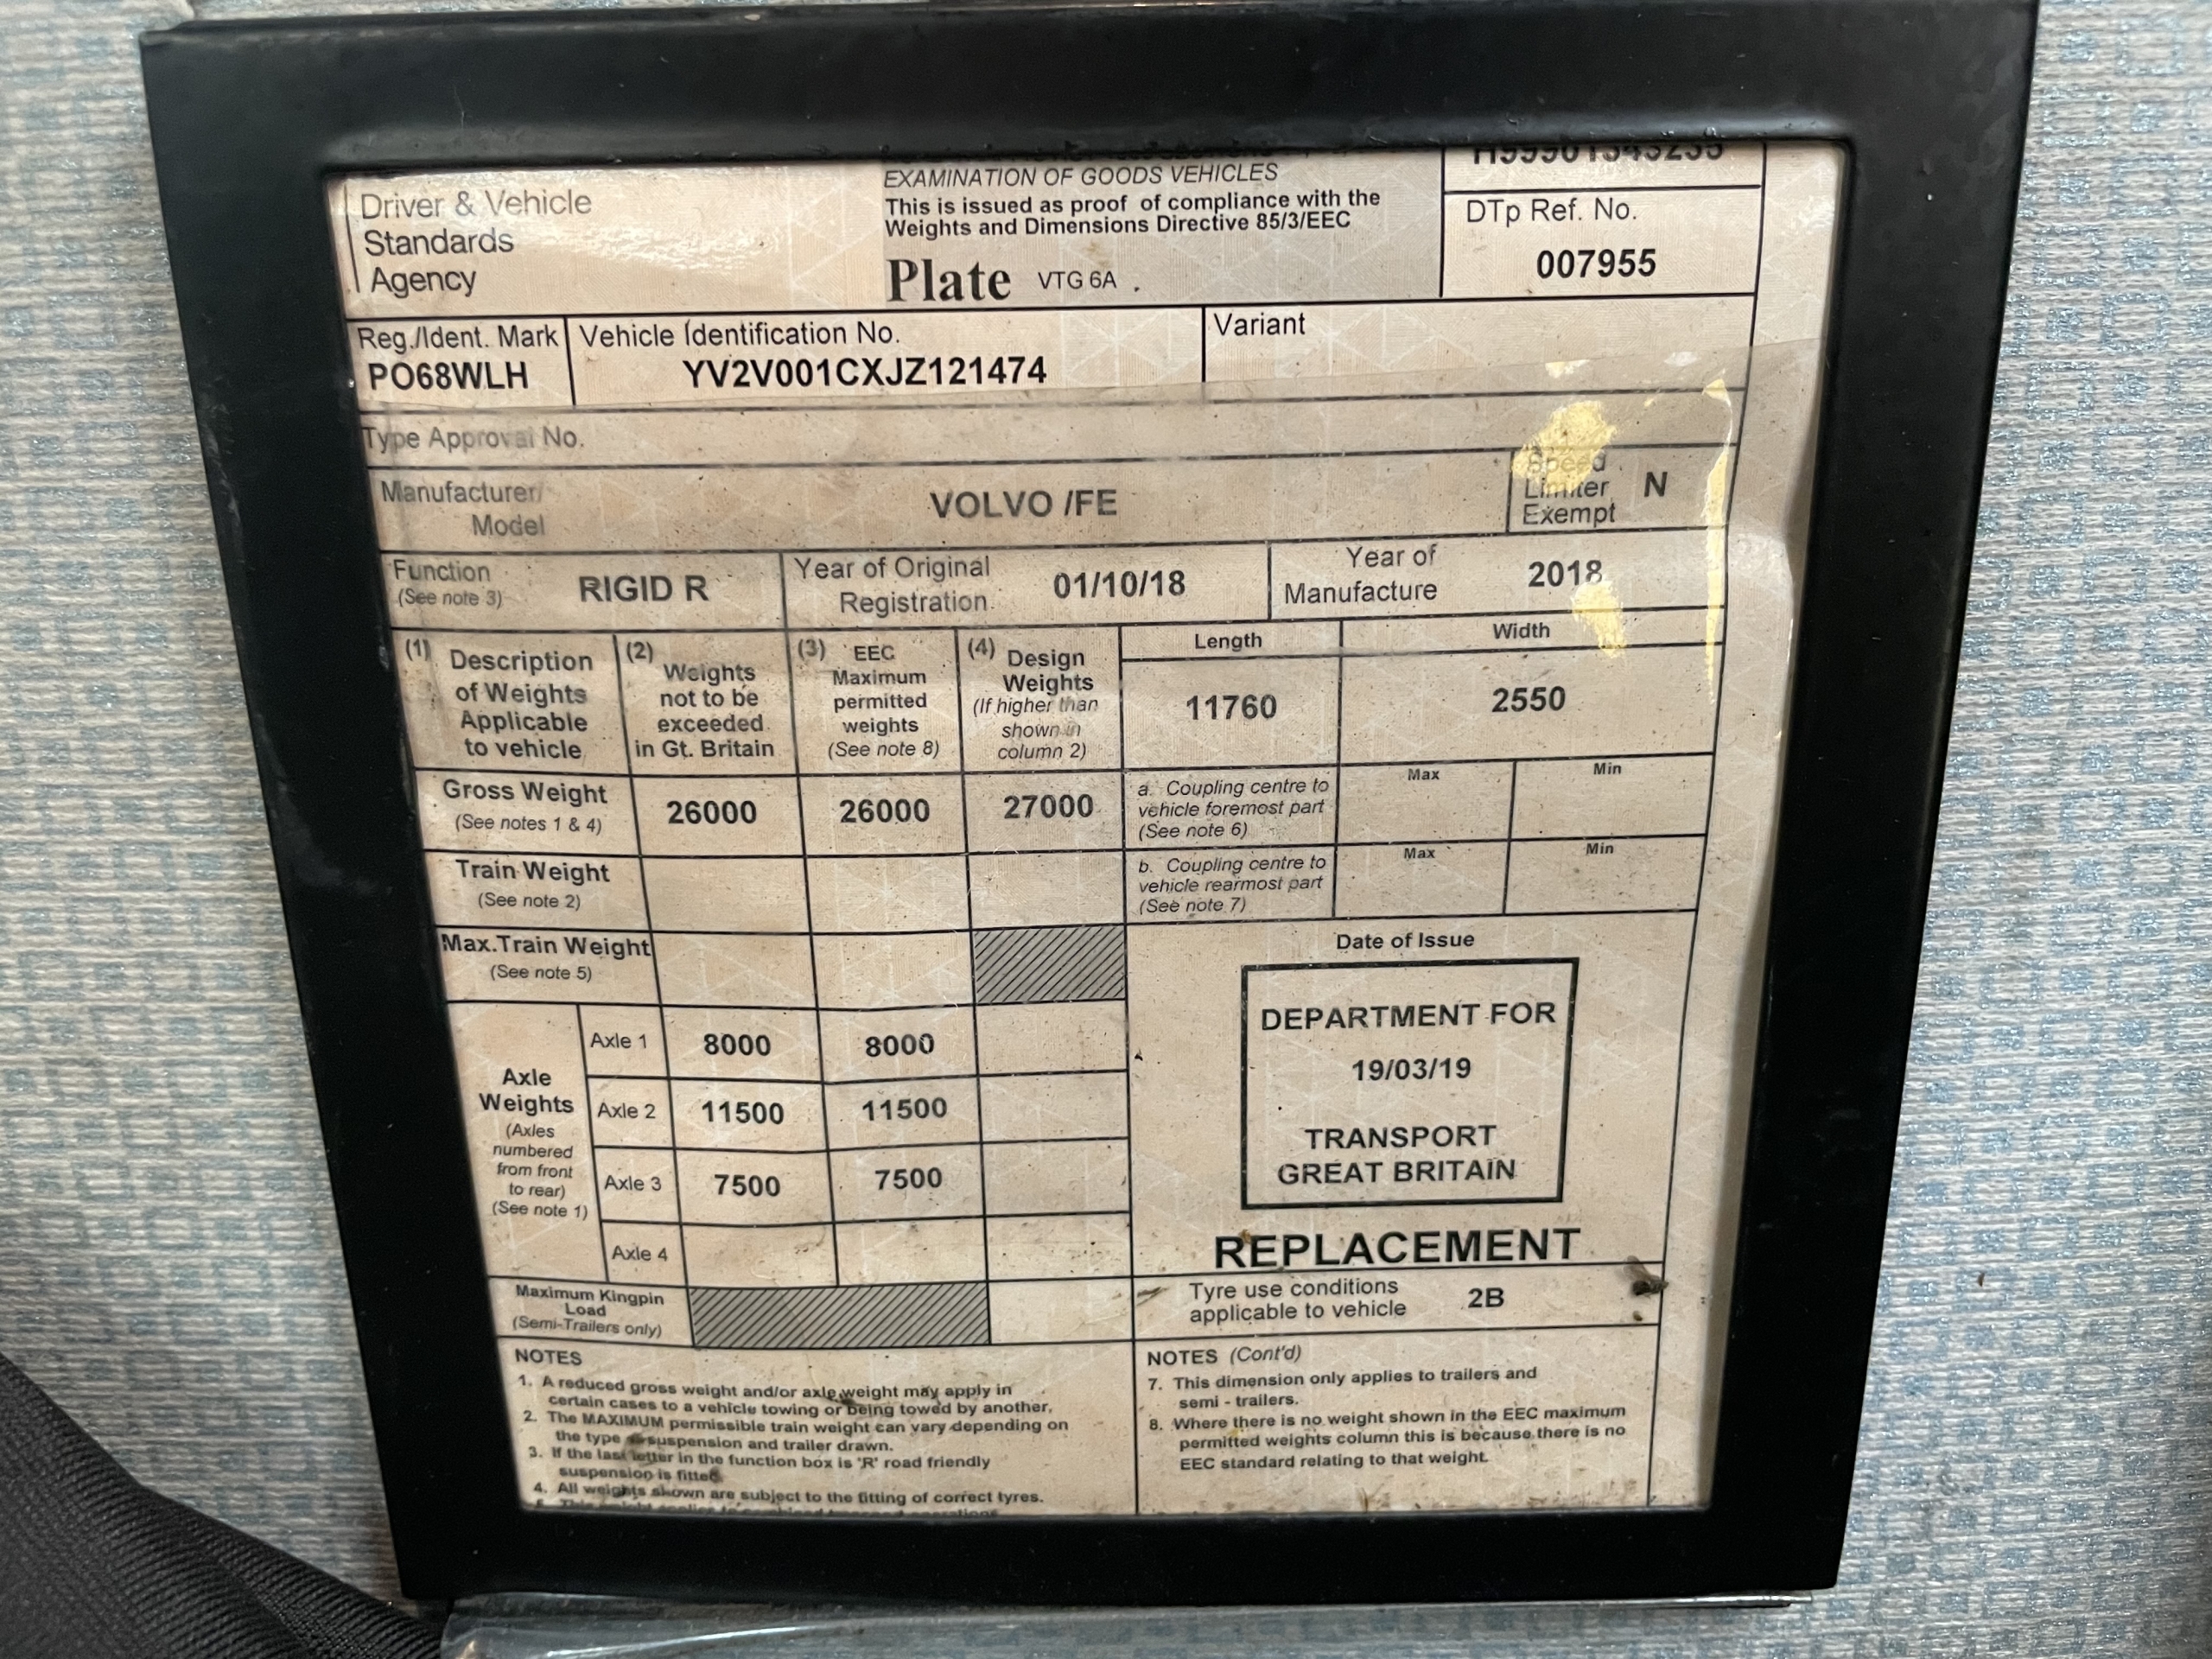 Driver & Vehicle
Standards
Agency
EXAMINATION OF GOODS VEHICLES
This is issued as proof of compliance with the
Weights and Dimensions Directive 85/3/EEC
Plate VTG 6A
DTp Ref. No.
007955
Reg./Ident. Mark
PO68WLH
Vehicle Identification No.
YV2V001CXJZ121474
Variant
Type Approval No.
Manufacturer/
Model
VOLVO /FE
Speed
Limiter
Exempt
N
Function
(See note 3)
RIGID R
Year of Original
Registration
01/10/18
Year of
Manufacture
2018
(1) Description
of Weights
Applicable
to vehicle
(2) Weights
not to be
exceeded
in Gt. Britain
(3) EEC
Maximum
permitted
weights
(See note 8)
(4) Design
Weights
(If higher than
shown in
column 2)
Length
11760
Width
2550
Gross Weight
(See notes 1 & 4)
26000
26000
27000
a. Coupling centre to
vehicle foremost part
(See note 6)
Max
Min
Train Weight
(See note 2)
b. Coupling centre to
vehicle rearmost part
(See note 7)
Max
Min
Max.Train Weight
(See note 5)
Axle
Weights
(Axles
numbered
from front
to rear)
(See note 1)
Axle 1
8000
8000
Axle 2
11500
11500
Axle 3
7500
7500
Axle 4
Date of Issue
DEPARTMENT FOR
19/03/19
TRANSPORT
GREAT BRITAIN
REPLACEMENT
Maximum Kingpin
Load
(Semi-Trailers only)
Tyre use conditions
applicable to vehicle
2B
NOTES
1. A reduced gross weight and/or axle weight may apply in
certain cases to a vehicle towing or being towed by another.
2. The MAXIMUM permissible train weight can vary depending on
the type suspension and trailer drawn.
3. If the last letter in the function box is 'R' road friendly
suspension is fitted
4. All weights shown are subject to the fitting of correct tyres.
NOTES (Cont'd)
7. This dimension only applies to trailers and
semi - trailers.
8. Where there is no weight shown in the EEC maximum
permitted weights column this is because there is no
EEC standard relating to that weight.